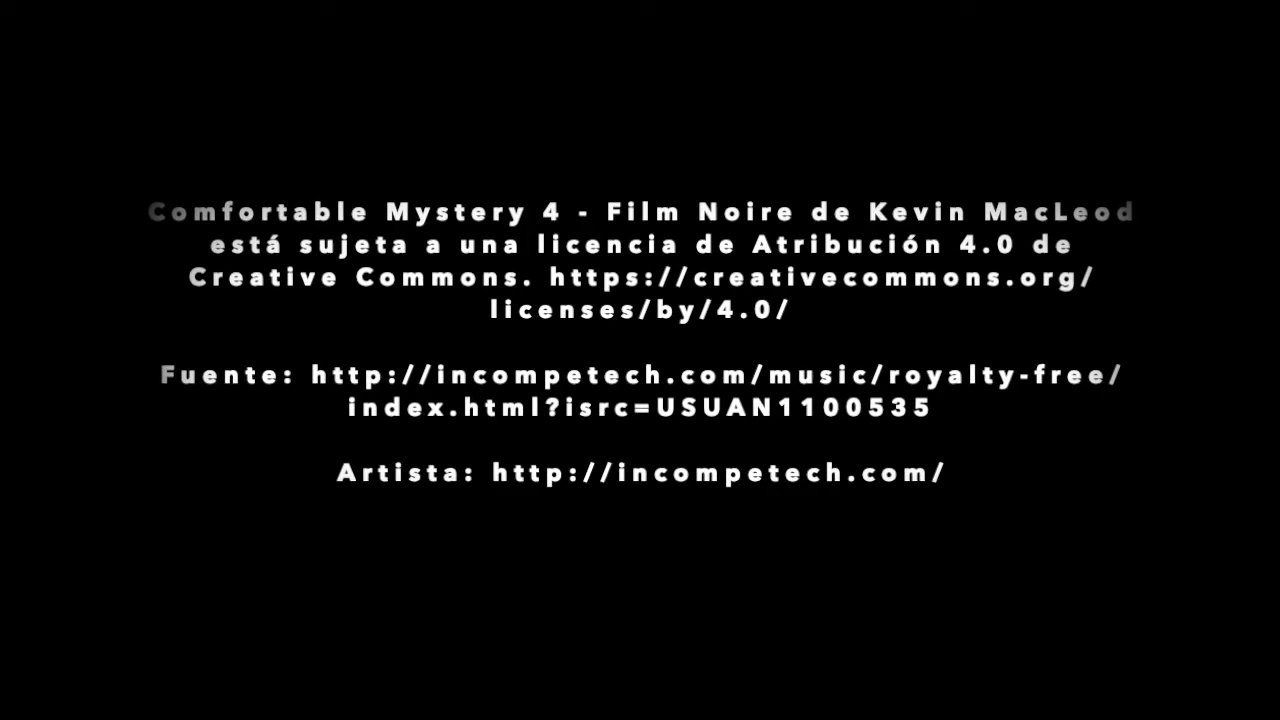 Comfortable Mystery 4 - Film Noire de Kevin MacLeod
está sujeta a una licencia de Atribución 4.0 de
Creative Commons. https://creativecommons.org/
licenses/by/4.0/
Fuente: http://incompetech.com/music/royalty-free/
index.html?isrc=USUAN1100535
Artista: http://incompetech.com/